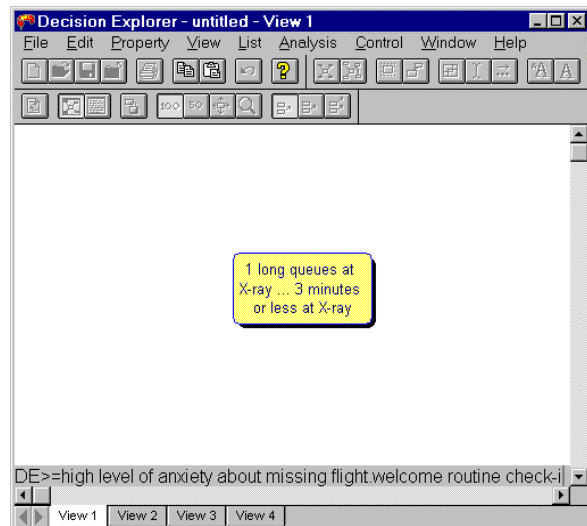 Decision Explorer - untitled - View 1
File Edit Property View List Analysis Control Window Help
100 50
A A
1 long queues at
X-ray ... 3 minutes
or less at X-ray
DE>=high level of anxiety about missing flight.welcome routine check-i
View 1 View 2 View 3 View 4